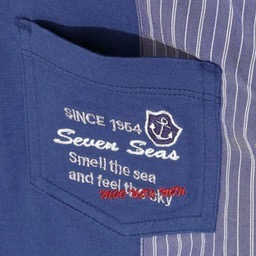 SINCE 1954
Seven Seas
Smell the sea
and feel the sky